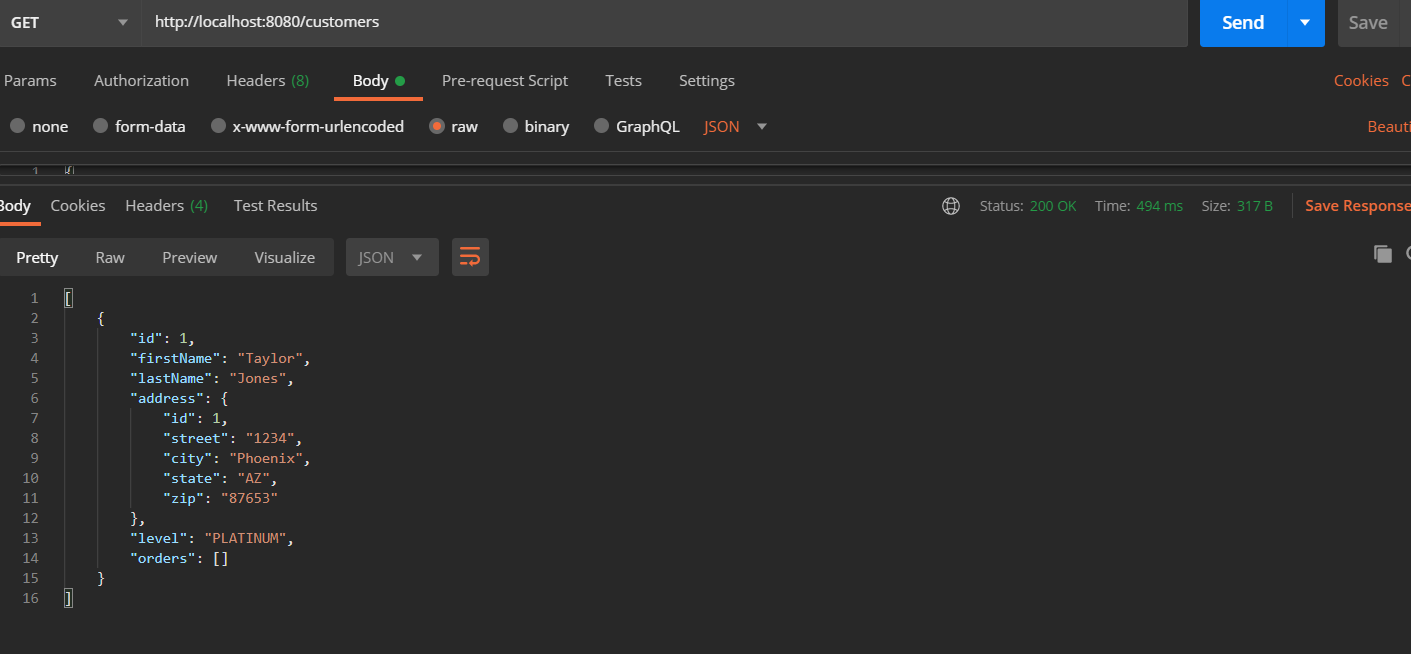 GET http://localhost:8080/customers Send Save
Params Authorization Headers (8) Body Pre-request Script Tests Settings Cookies
none form-data x-www-form-urlencoded raw binary GraphQL JSON Beauti
1 {
Body Cookies Headers (4) Test Results Status: 200 OK Time: 494 ms Size: 317 B Save Response
Pretty Raw Preview Visualize JSON
1 [
2 {
3 "id": 1,
4 "firstName": "Taylor",
5 "lastName": "Jones",
6 "address": {
7 "id": 1,
8 "street": "1234",
9 "city": "Phoenix",
10 "state": "AZ",
11 "zip": "87653"
12 },
13 "level": "PLATINUM",
14 "orders": []
15 }
16 ]